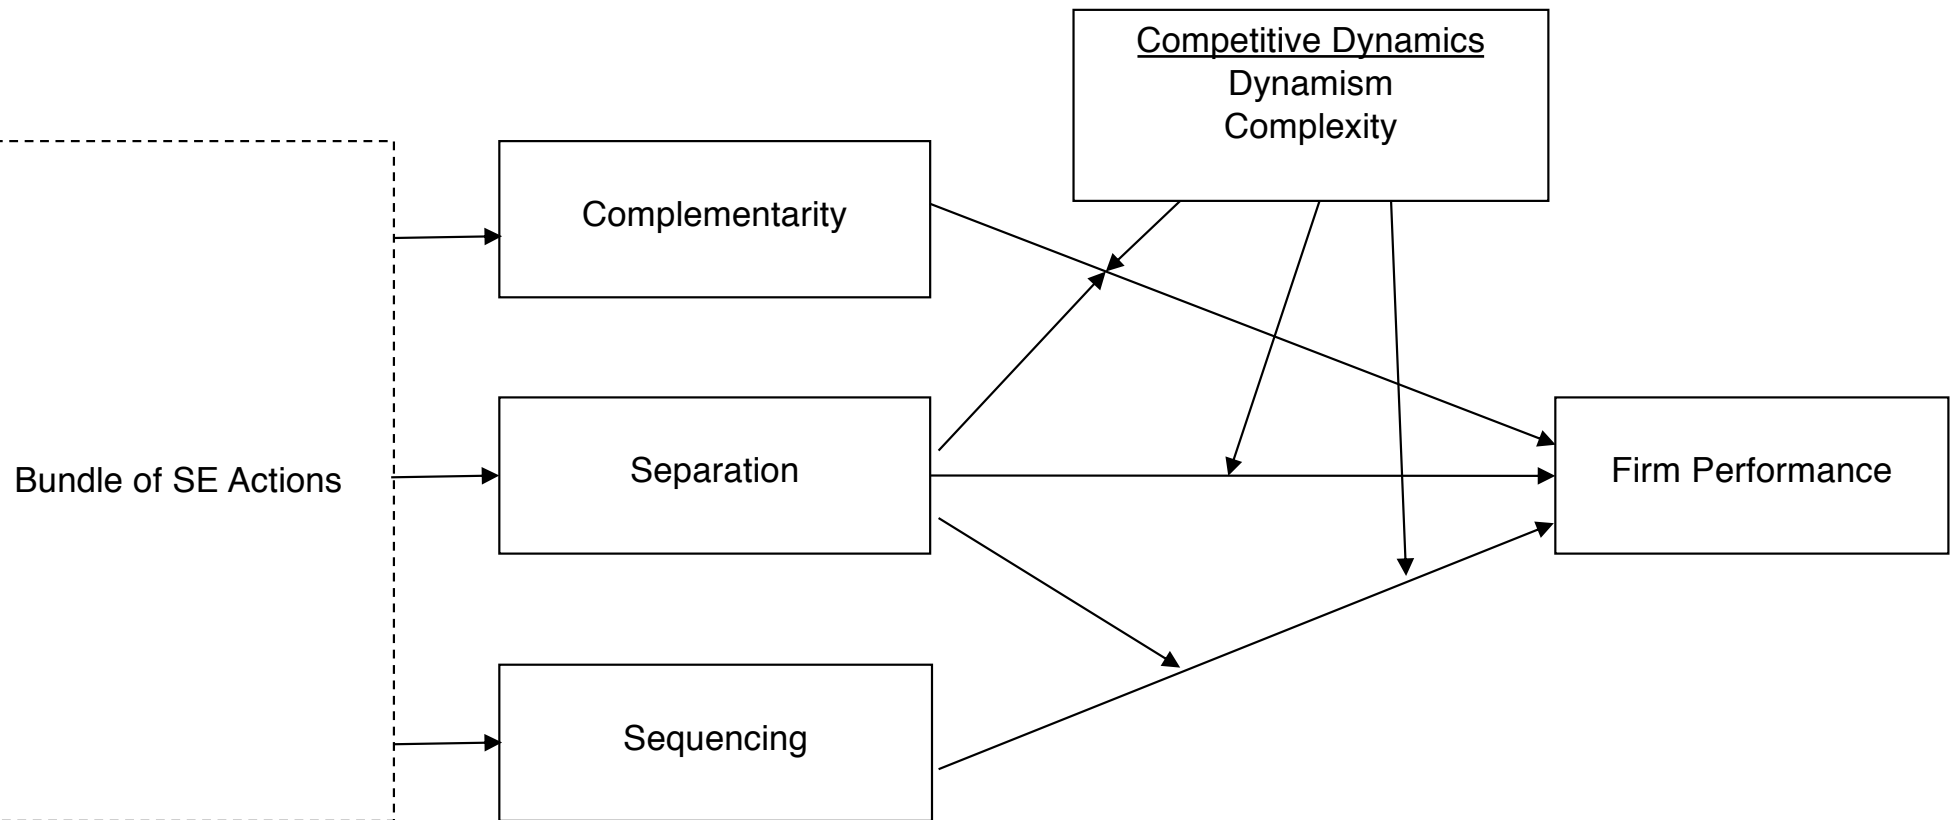 Competitive Dynamics
Dynamism
Complexity
Complementarity
Bundle of SE Actions
Separation
Firm Performance
Sequencing